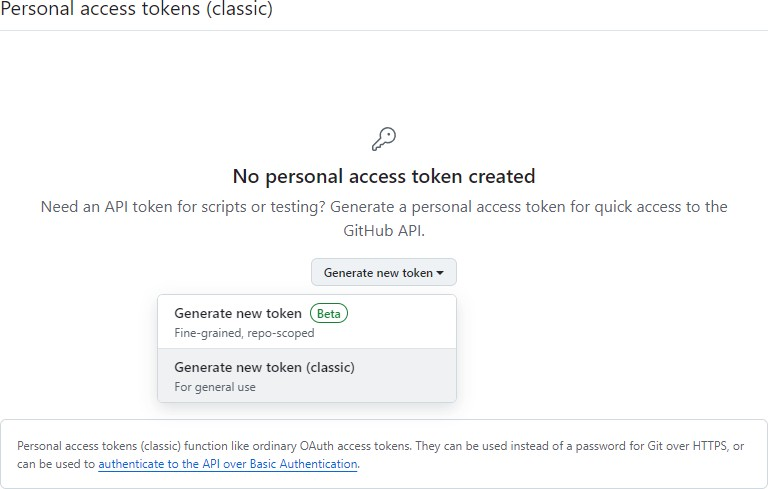 Personal access tokens (classic)
No personal access token created
Need an API token for scripts or testing? Generate a personal access token for quick access to the
GitHub API.
Generate new token
Generate new token Beta
Fine-grained, repo-scoped
Generate new token (classic)
For general use
Personal access tokens (classic) function like ordinary OAuth access tokens. They can be used instead of a password for Git over HTTPS, or
can be used to authenticate to the API over Basic Authentication.